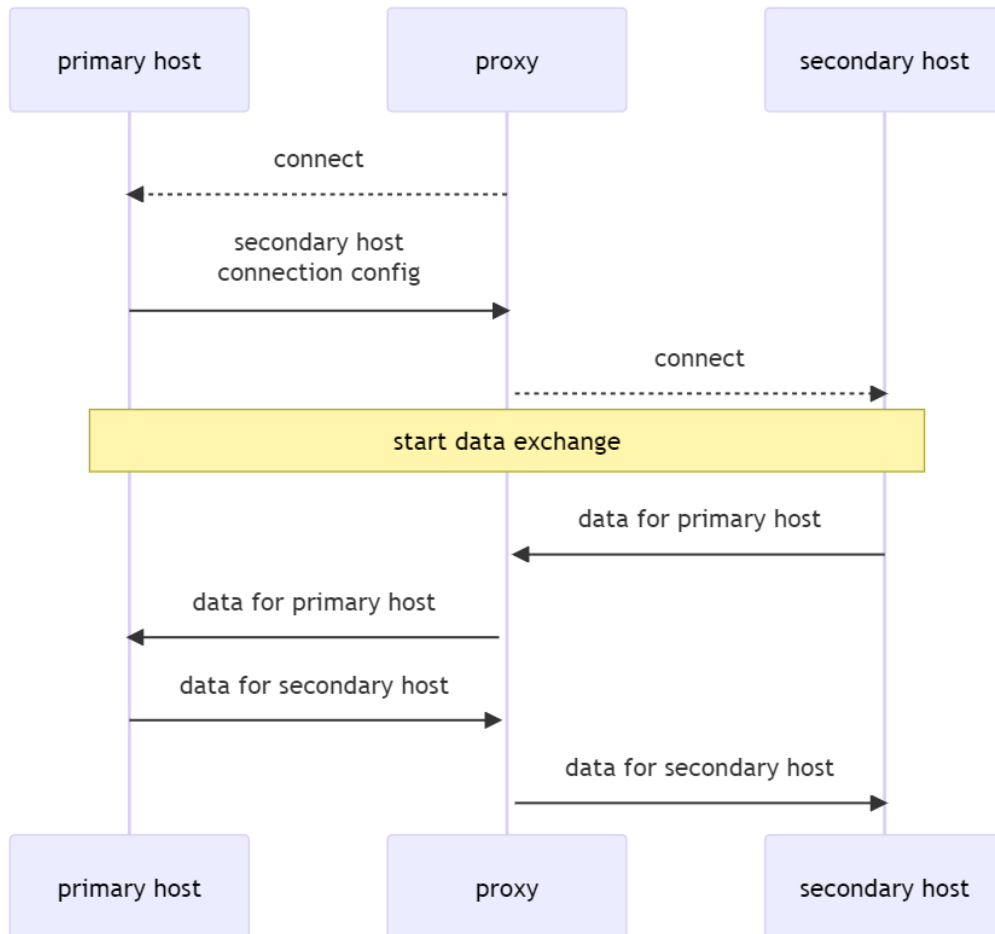 primary host
proxy
secondary host
connect
secondary host
connection config
connect
start data exchange
data for primary host
data for primary host
data for secondary host
data for secondary host
primary host
proxy
secondary host